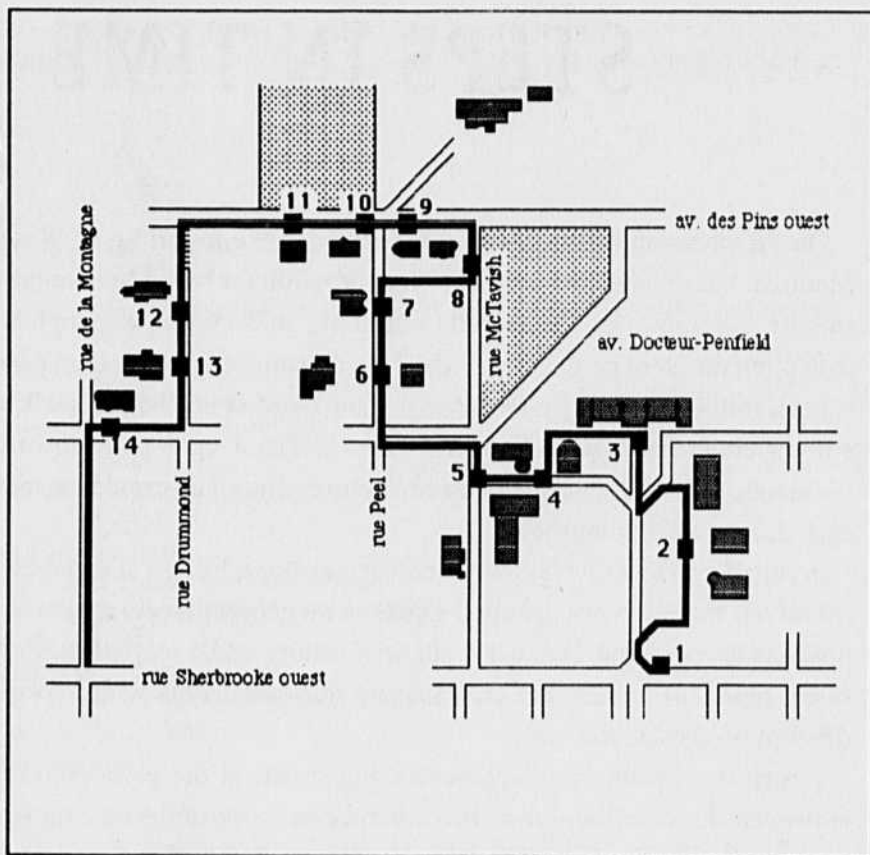 11
10
9
av. des Pins ouest
rue de la Montagne
8
rue McTavish
12
7
av. Docteur-Penfield
13
6
14
3
5
4
rue Drummond
rue Peel
2
1
rue Sherbrooke ouest